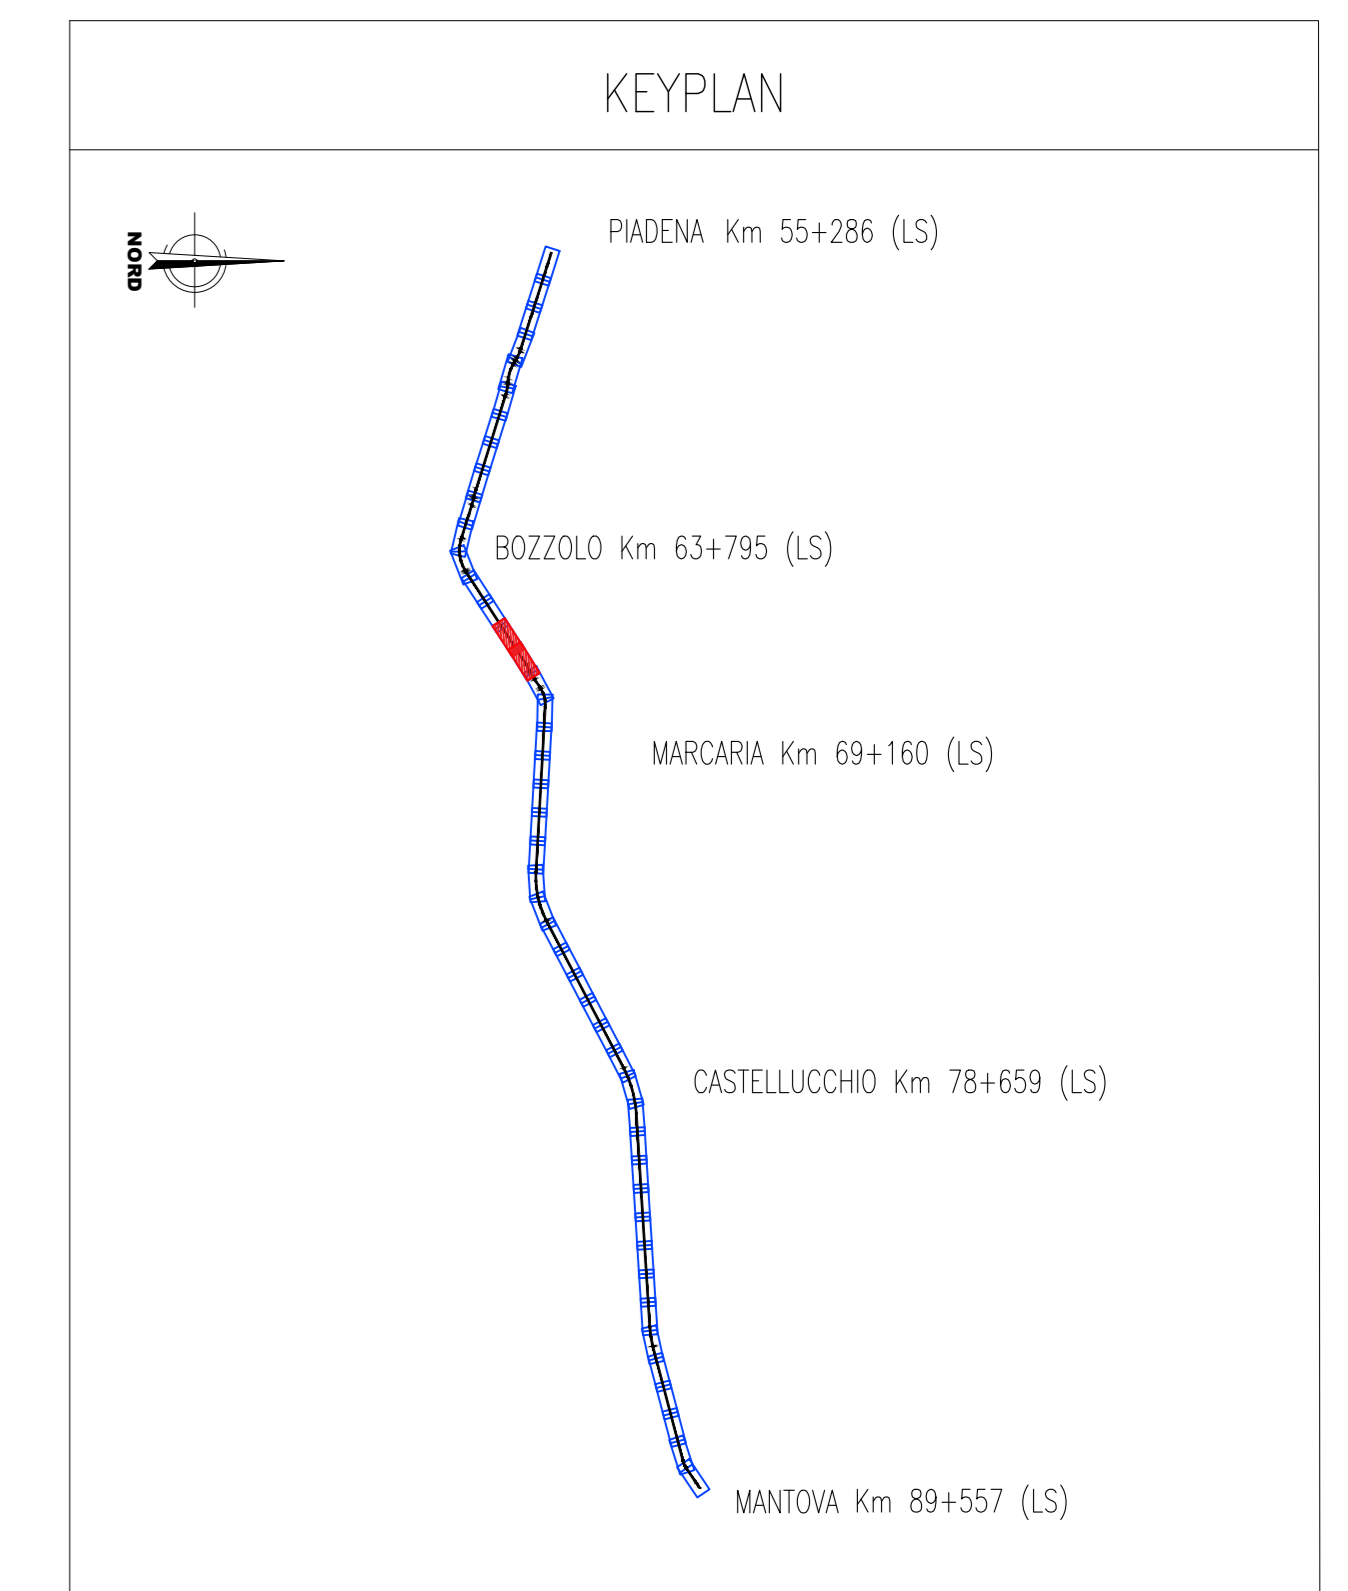 KEYPLAN
NORD
PIADENA Km 55+286 (LS)
BOZZOLO Km 63+795 (LS)
MARCARIA Km 69+160 (LS)
CASTELLUCCHIO Km 78+659 (LS)
MANTOVA Km 89+557 (LS)